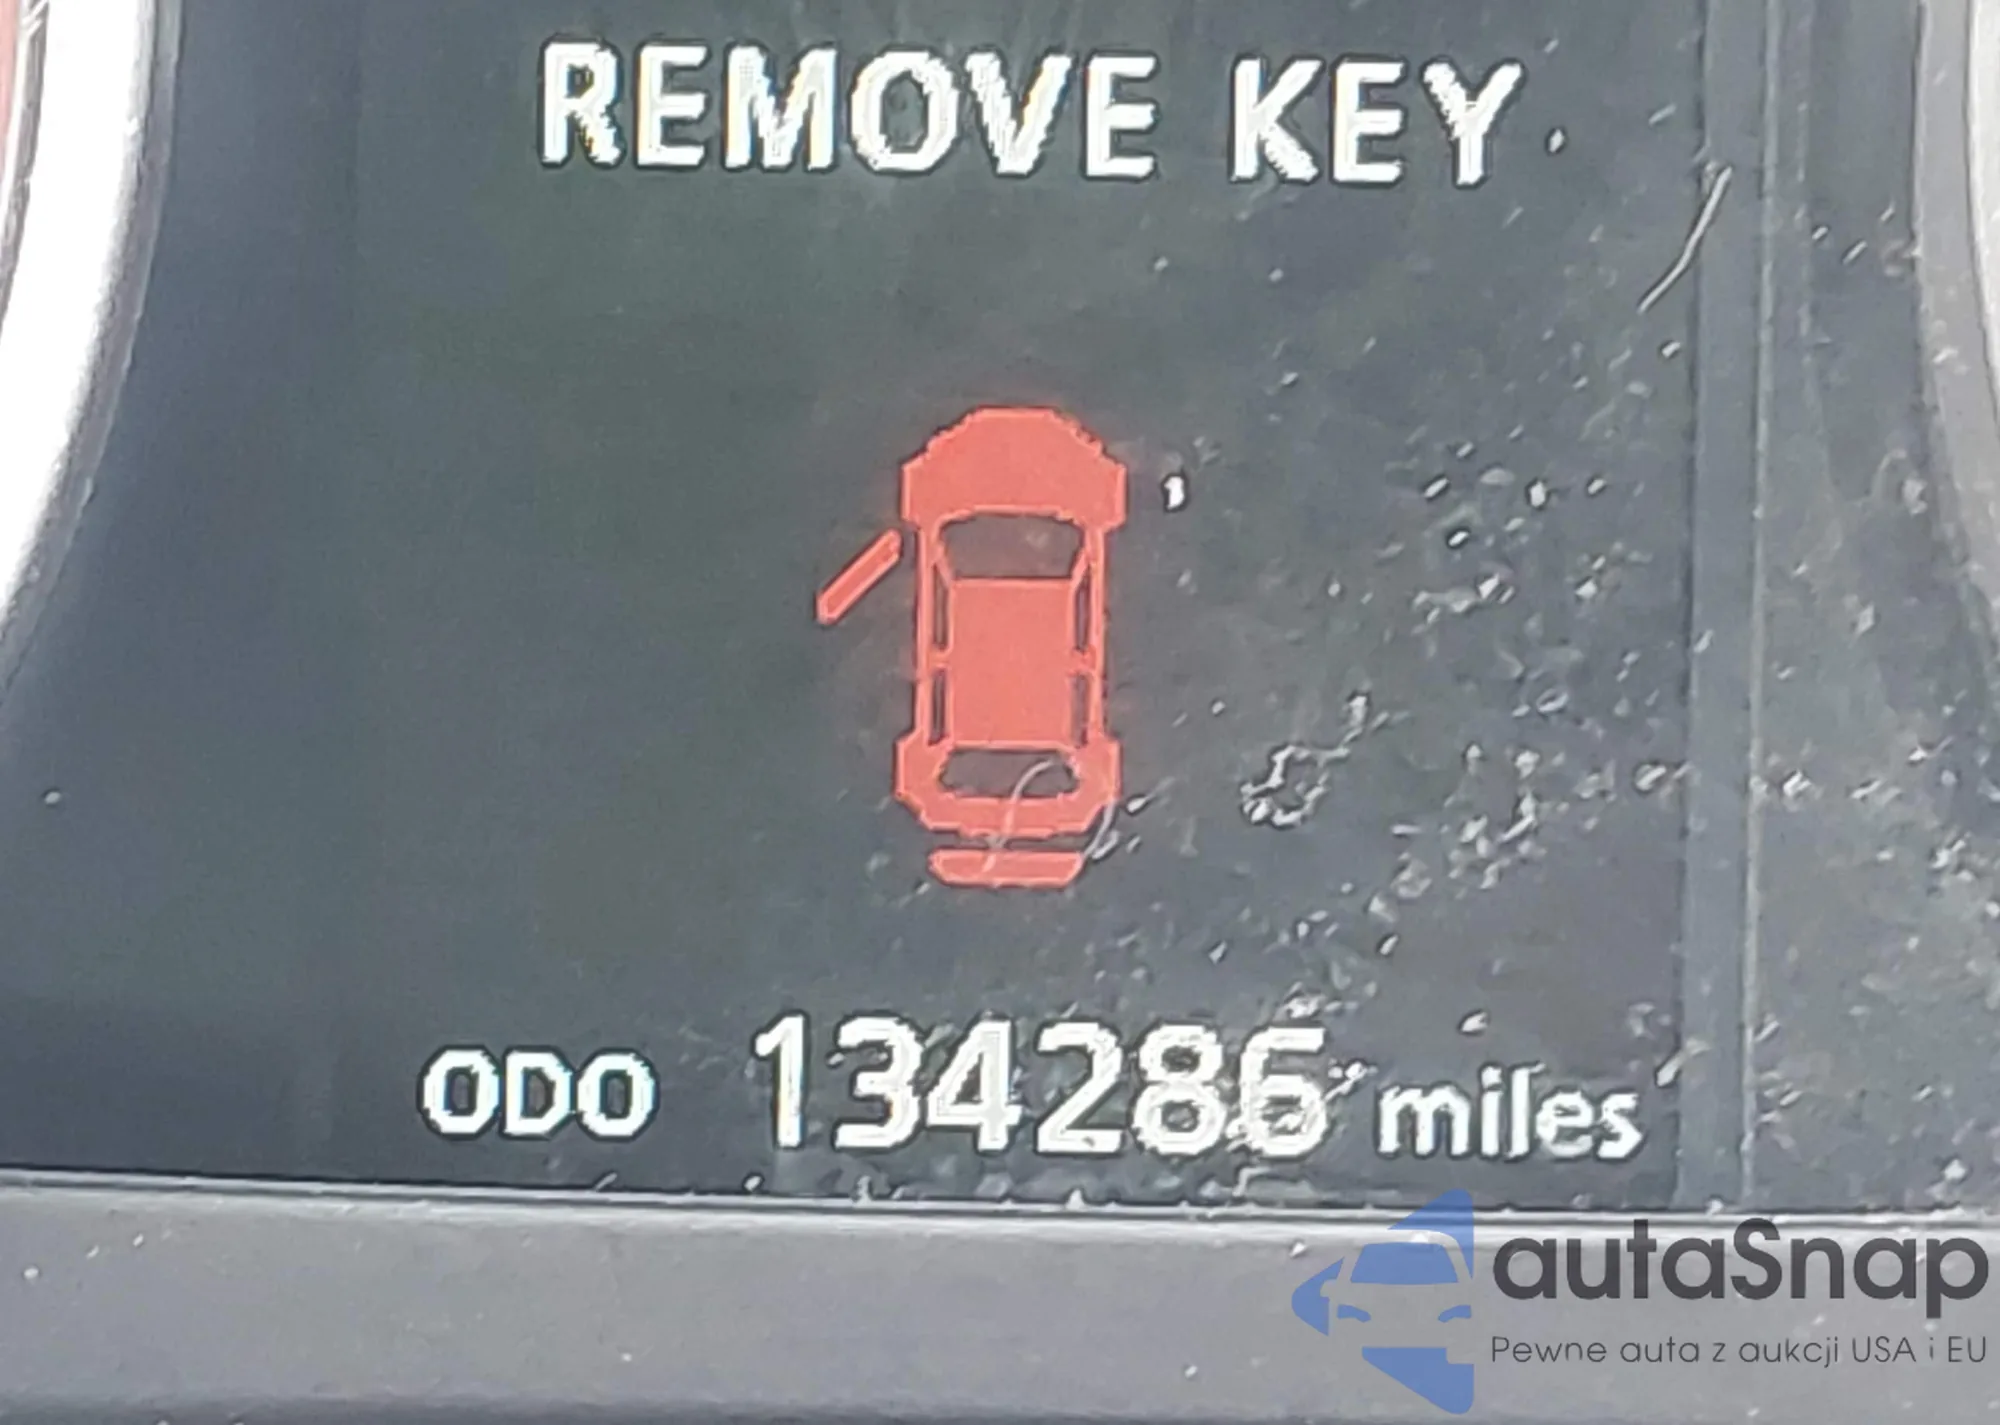 REMOVE KEY
ODO 134286 miles
autaSnap
Pewne auta z aukcji USA i EU